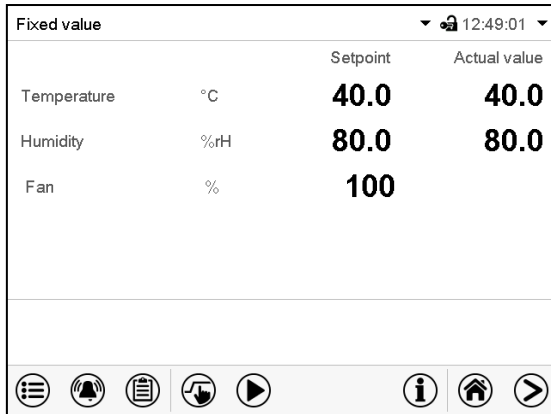 Fixed value 12:49:01
Setpoint Actual value
Temperature °C 40.0 40.0
Humidity %rH 80.0 80.0
Fan % 100